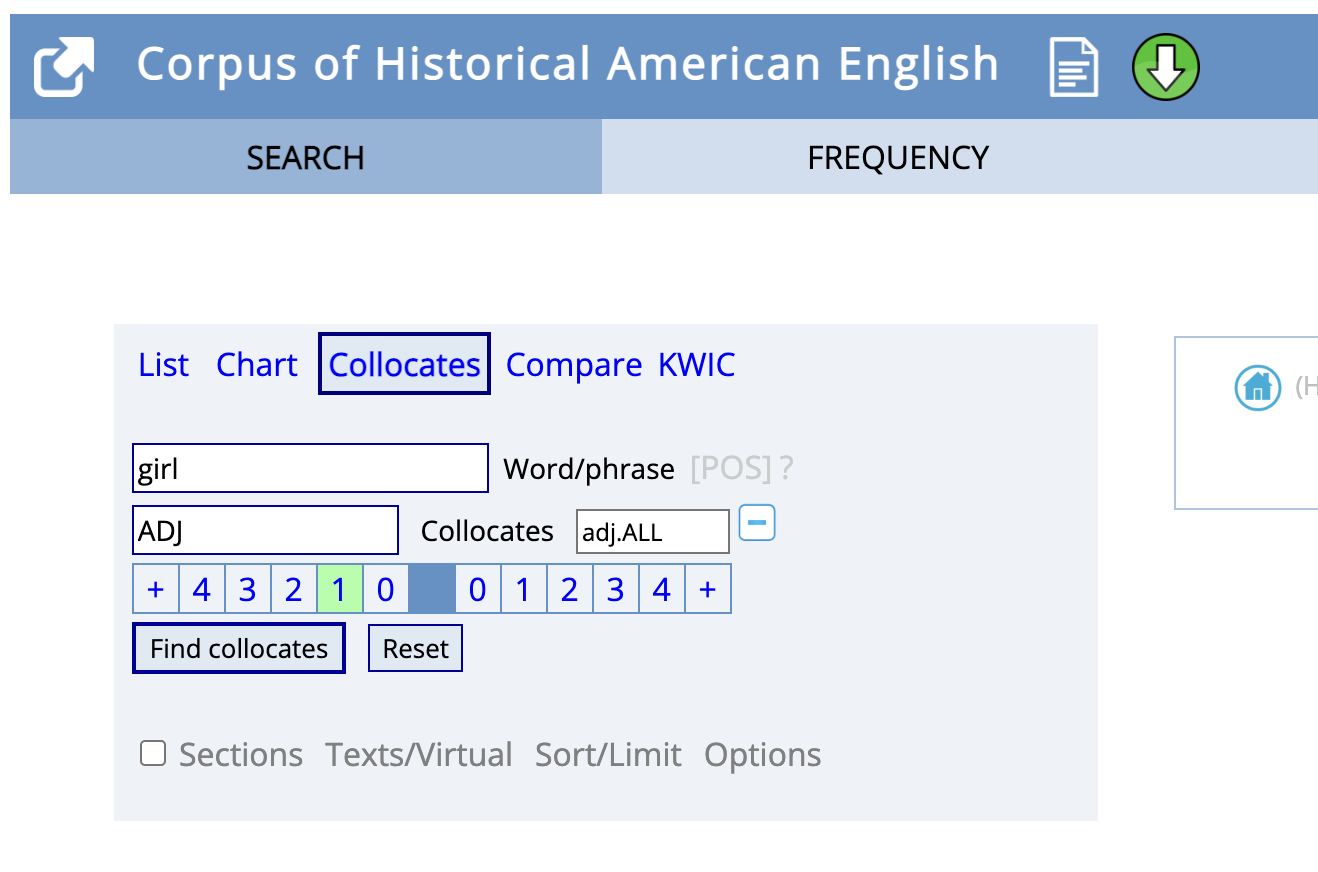 Corpus of Historical American English
SEARCH FREQUENCY
List Chart Collocates Compare KWIC
(H
girl Word/phrase [POS] ?
ADJ Collocates adj.ALL
+ 4 3 2 1 0 0 1 2 3 4 +
Find collocates Reset
Sections Texts/Virtual Sort/Limit Options